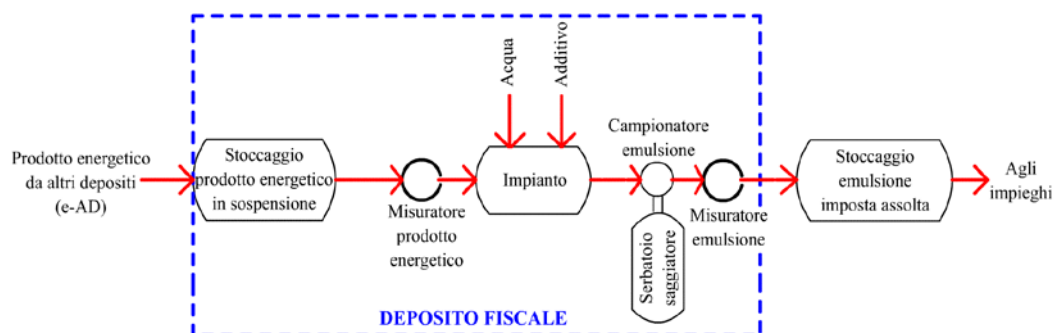 Prodotto energetico
da altri depositi
(e-AD)
Stoccaggio
prodotto energetico
in sospensione
Misuratore
prodotto
energetico
Acqua
Additivo
Impianto
Campionatore
emulsione
Serbatoio
saggiatore
Misuratore
emulsione
Stoccaggio
emulsione
imposta assolta
Agli
impieghi
DEPOSITO FISCALE